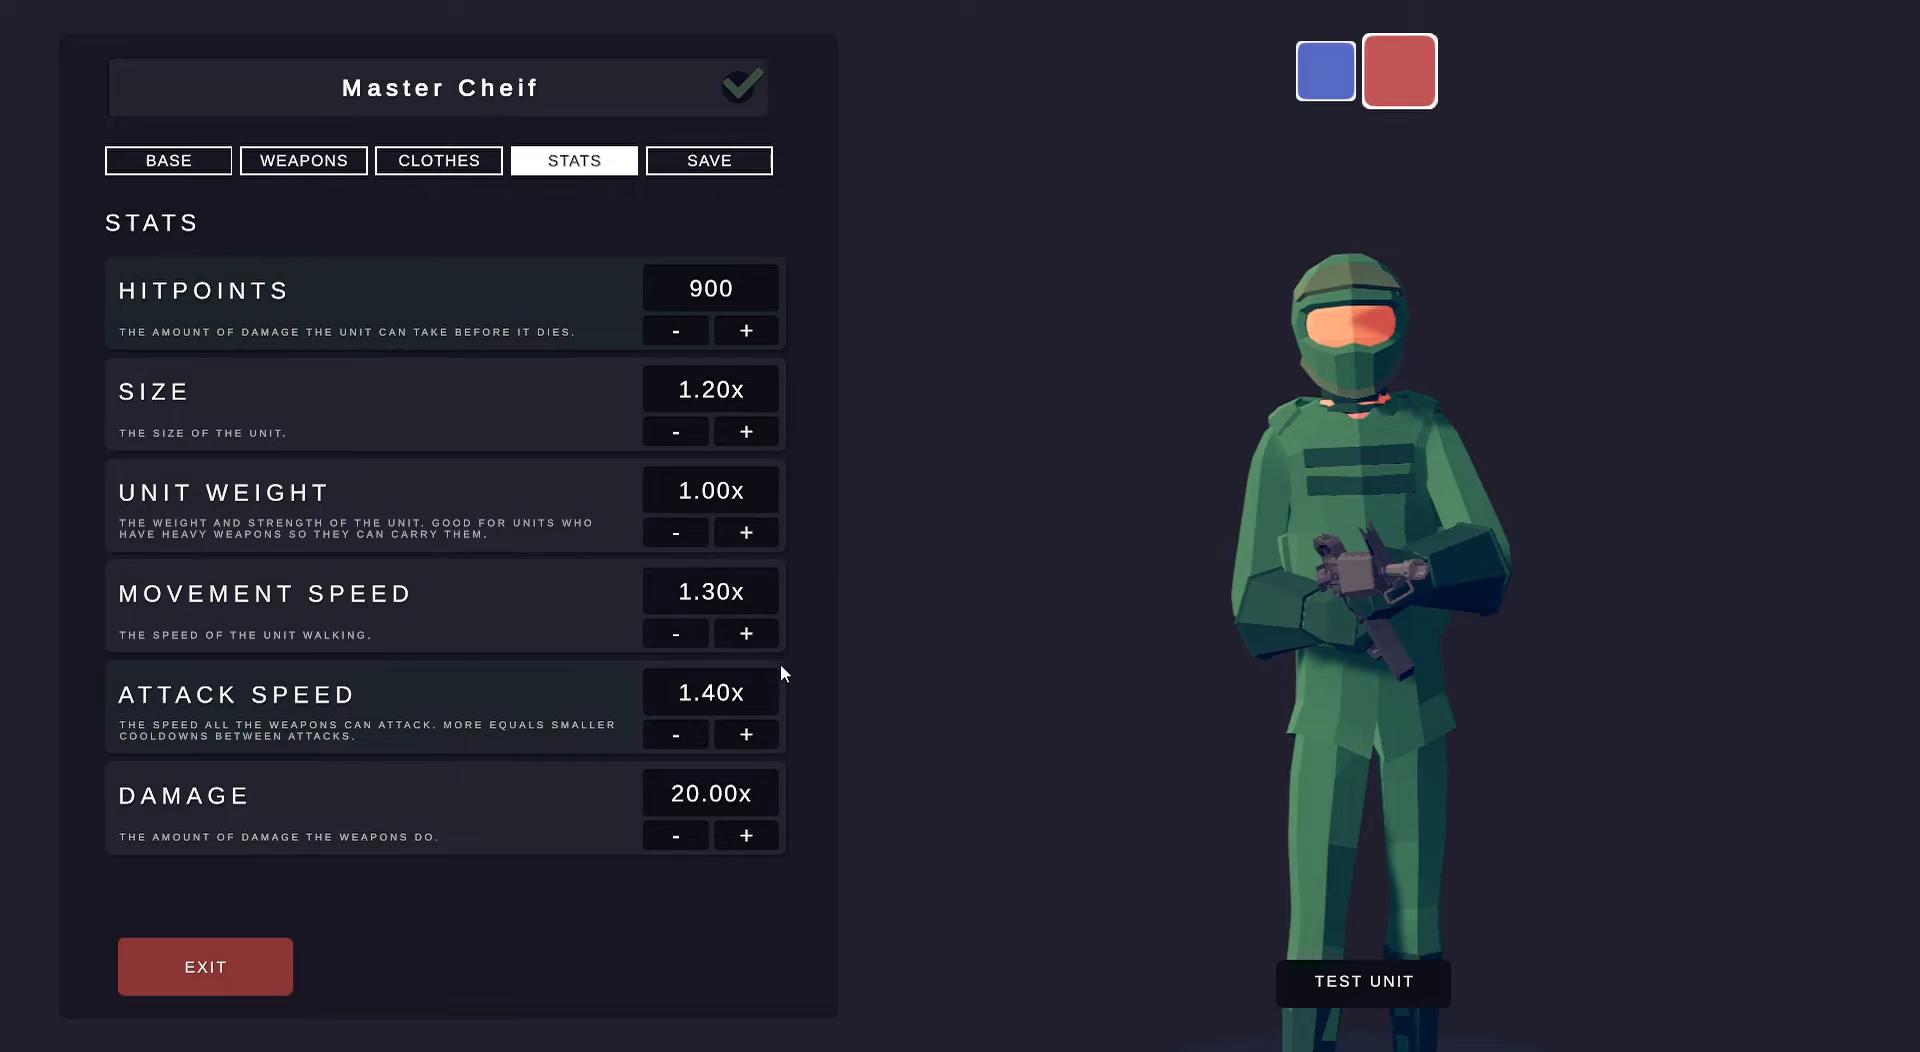 Master Cheif
BASE
WEAPONS
CLOTHES
STATS
SAVE
STATS
HITPOINTS
900
THE AMOUNT OF DAMAGE THE UNIT CAN TAKE BEFORE IT DIES.
- +
SIZE
1.20x
THE SIZE OF THE UNIT.
- +
UNIT WEIGHT
1.00x
THE WEIGHT AND STRENGTH OF THE UNIT. GOOD FOR UNITS WHO
HAVE HEAVY WEAPONS SO THEY CAN CARRY THEM.
- +
MOVEMENT SPEED
1.30x
THE SPEED OF THE UNIT WALKING.
- +
ATTACK SPEED
1.40x
THE SPEED ALL THE WEAPONS CAN ATTACK. MORE EQUALS SMALLER
COOLDOWNS BETWEEN ATTACKS.
- +
DAMAGE
20.00x
THE AMOUNT OF DAMAGE THE WEAPONS DO.
- +
EXIT
TEST UNIT